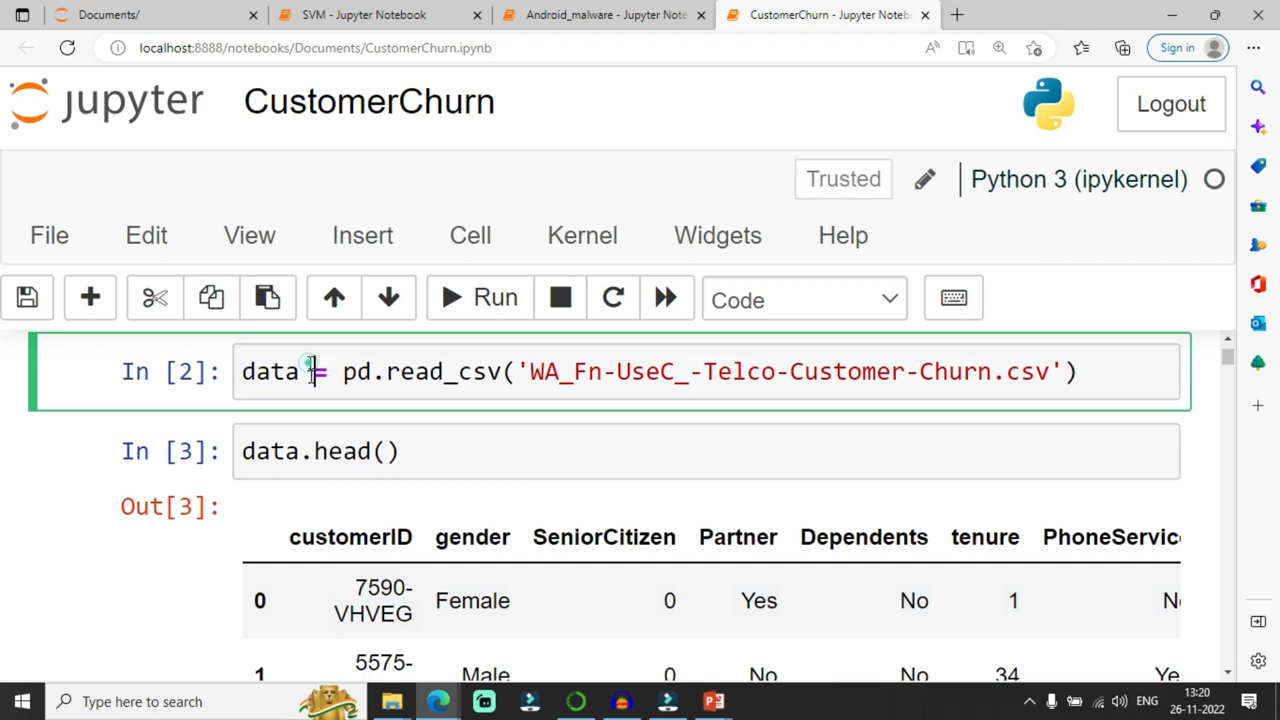 Documents/
SVM - Jupyter Notebook
Android_malware - Jupyter Note
CustomerChurn - Jupyter Noteb
localhost:8888/notebooks/Documents/CustomerChurn.ipynb
Sign in
jupyter
CustomerChurn
Logout
Trusted
Python 3 (ipykernel)
File Edit View Insert Cell Kernel Widgets Help
Run
Code
In [2]: data = pd.read_csv('WA_Fn-UseC_-Telco-Customer-Churn.csv')
In [3]: data.head()
Out[3]:
customerID gender SeniorCitizen Partner Dependents tenure PhoneServic
0 7590-VHVEG Female 0 Yes No 1 No
1 5575- Male 0 No No 34 Ye
Type here to search
ENG
13:20
26-11-2022